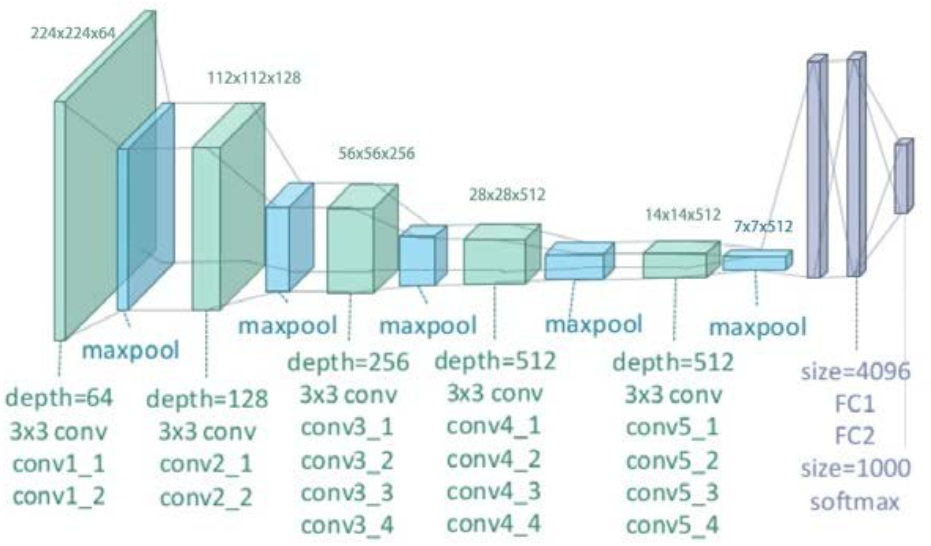 224x224x64
112x112x128
56x56x256
28x28x512
14x14x512
7x7x512
maxpool
maxpool
maxpool
maxpool
maxpool
depth=64
3x3 conv
conv1_1
conv1_2
depth=128
3x3 conv
conv2_1
conv2_2
depth=256
3x3 conv
conv3_1
conv3_2
conv3_3
conv3_4
depth=512
3x3 conv
conv4_1
conv4_2
conv4_3
conv4_4
depth=512
3x3 conv
conv5_1
conv5_2
conv5_3
conv5_4
size=4096
FC1
FC2
size=1000
softmax